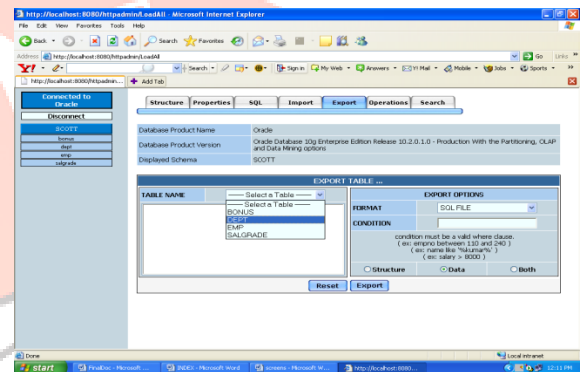 http://localhost:8080/httpadmin/LoadAll - Microsoft Internet Explorer
File Edit View Favorites Tools Help
Back Search Favorites
Address http://localhost:8080/httpadmin/LoadAll Go Links
Y! Search Sign in My Web Answers Y! Mail Mobile Sports
http://localhost:8080/httpadmin... Add Tab
Connected to
Oracle
Disconnect
SCOTT
bonus
dept
emp
salgrade
Structure Properties SQL Import Export Operations Search
Database Product Name Oracle
Database Product Version Oracle Database 10g Enterprise Edition Release 10.2.0.1.0 - Production With the Partitioning, OLAP
and Data Mining options
Displayed Schema SCOTT
EXPORT TABLE ...
TABLE NAME ----- Select a Table -----
----- Select a Table -----
BONUS
DEPT
EMP
SALGRADE
EXPORT OPTIONS
FORMAT SQL FILE
CONDITION
condition must be a valid where clause.
( ex: empno between 110 and 240 )
( ex: name like '%kumar%' )
( ex: salary > 8000 )
Structure Data Both
Reset Export
Done Local intranet
start FinalDoc - Microsoft ... INDEX - Microsoft Word screens - Microsoft W... http://localhost:8080... 12:11 PM